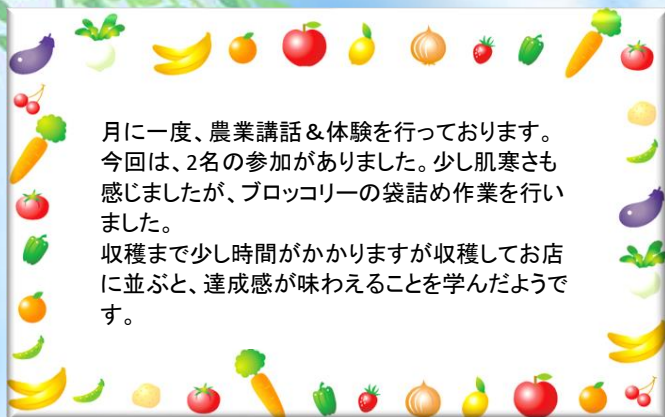 月に一度、農業講話＆体験を行っております。
今回は、2名の参加がありました。少し肌寒さも
感じましたが、ブロッコリーの袋詰め作業を行い
ました。
収穫まで少し時間がかかりますが収穫してお店
に並ぶと、達成感が味わえることを学んだようで
す。